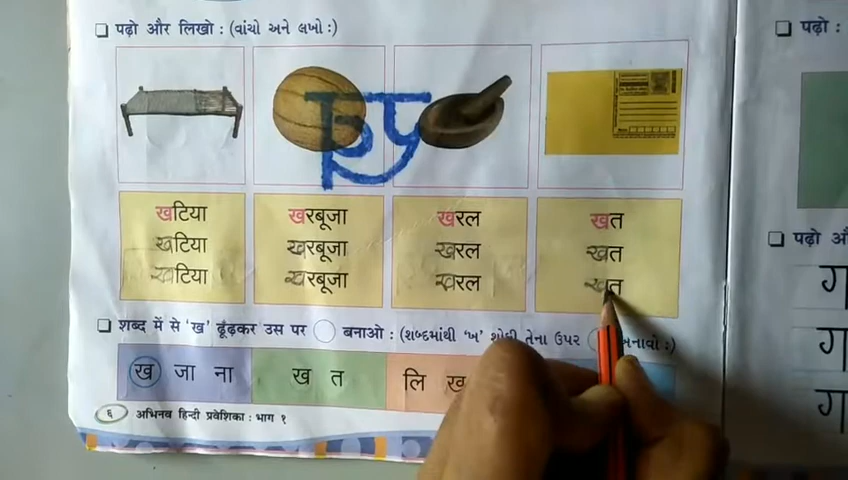 ❑ पढ़ो और लिखो : (વાંચો અને લખો :)
खटिया खरबूजा खरल खत
खटिया खरबूजा खरल खत
खटिया खरबूजा खरल खत
❑ शब्द में से 'ख' ढूँढ़कर उस पर ◯ बनाओ : (શબ્દમાંથી 'ખ' શોધી તેના ઉપર ◯ બનાવો :)
ख जा ना ख त लि ख
६ अभिनव हिन्दी प्रवेशिका : भाग १
❑ पढ़ो :
❑ पढ़ो
ग
ग
ग